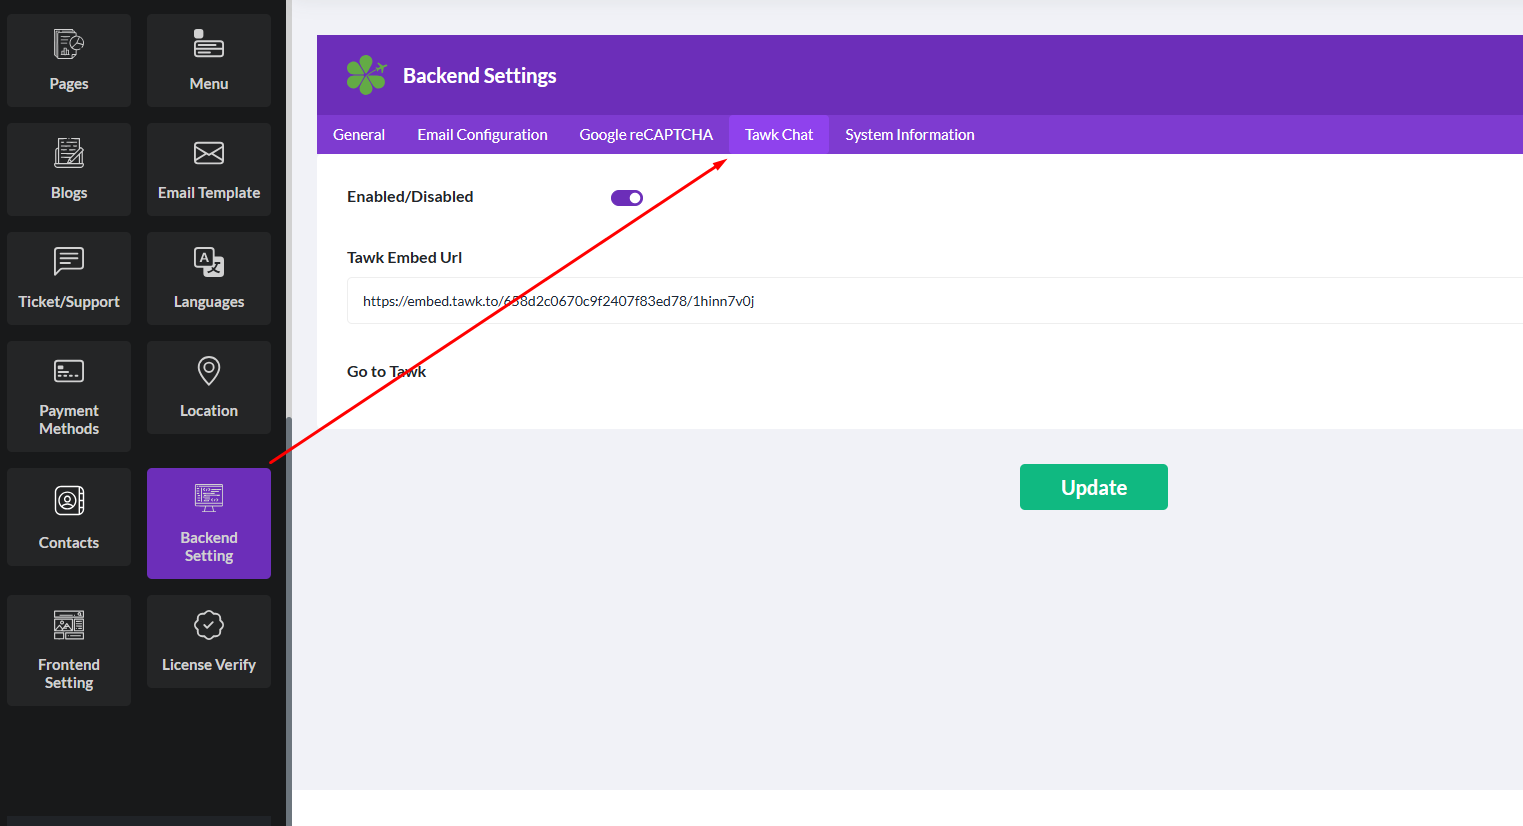 Pages
Menu
Blogs
Email Template
Ticket/Support
Languages
Payment
Methods
Location
Contacts
Backend
Setting
Frontend
Setting
License Verify
Backend Settings
General
Email Configuration
Google reCAPTCHA
Tawk Chat
System Information
Enabled/Disabled
Tawk Embed Url
https://embed.tawk.to/658d2c0670c9f2407f83ed78/1hinn7v0j
Go to Tawk
Update